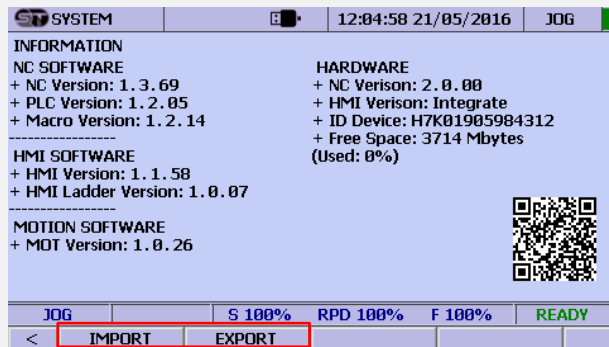 SYSTEM 12:04:58 21/05/2016 JOG
INFORMATION
NC SOFTWARE
+ NC Version: 1.3.69
+ PLC Version: 1.2.05
+ Macro Version: 1.2.14
-----------------
HMI SOFTWARE
+ HMI Version: 1.1.58
+ HMI Ladder Version: 1.0.07
-----------------
MOTION SOFTWARE
+ MOT Version: 1.0.26
HARDWARE
+ NC Verison: 2.0.00
+ HMI Verison: Integrate
+ ID Device: H7K01905984312
+ Free Space: 3714 Mbytes
(Used: 0%)
JOG S 100% RPD 100% F 100% READY
< IMPORT EXPORT